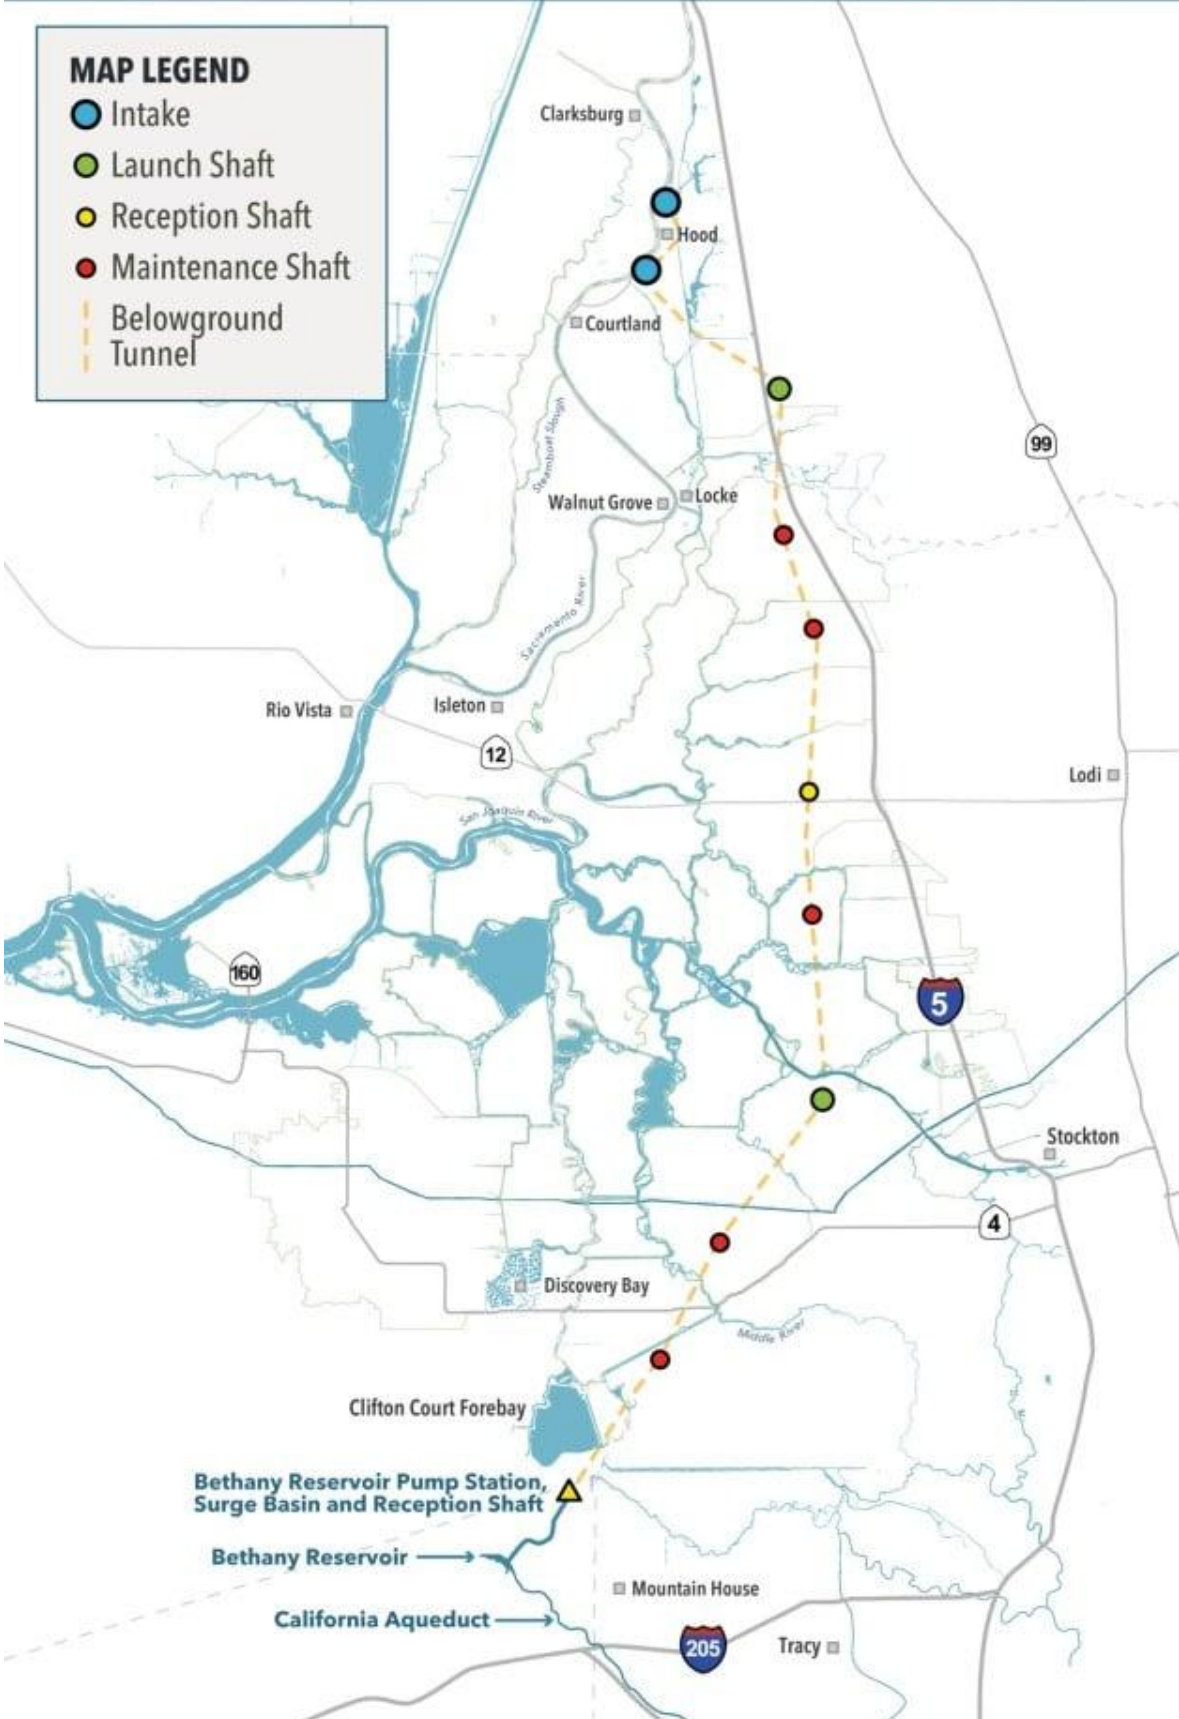 MAP LEGEND
Intake
Launch Shaft
Reception Shaft
Maintenance Shaft
Belowground
Tunnel
Clarksburg
Hood
Courtland
Steamboat Slough
99
Walnut Grove
Locke
Sacramento River
Rio Vista
Isleton
12
Lodi
San Joaquin River
160
5
Stockton
4
Discovery Bay
Middle River
Clifton Court Forebay
Bethany Reservoir Pump Station,
Surge Basin and Reception Shaft
Bethany Reservoir
Mountain House
California Aqueduct
205
Tracy